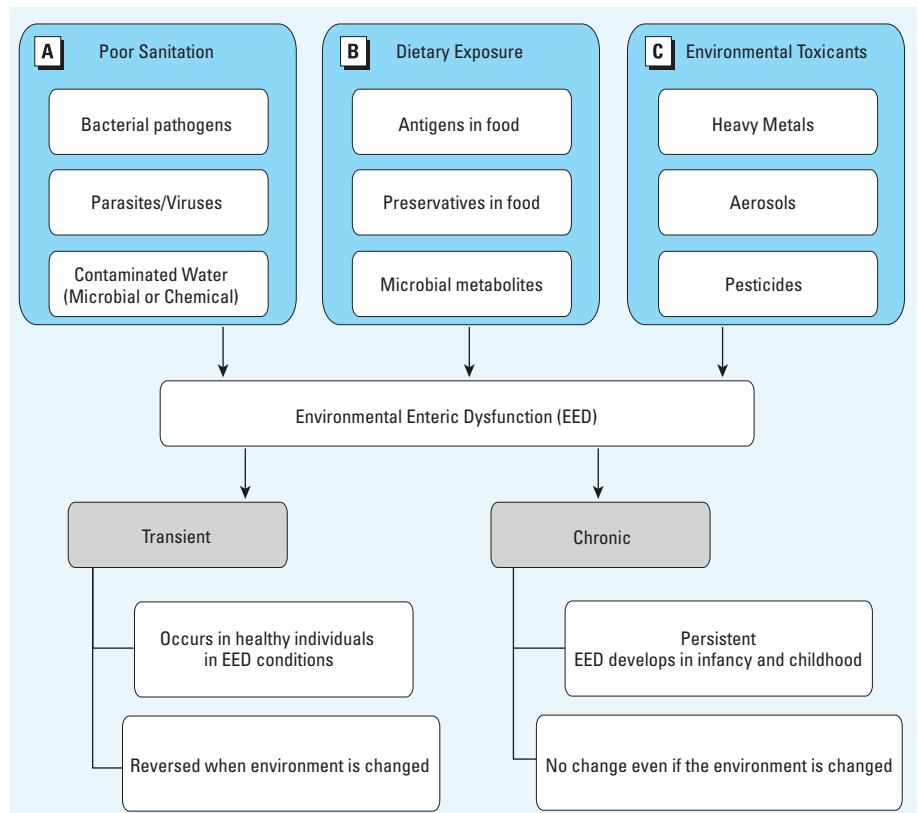 A Poor Sanitation
Bacterial pathogens
Parasites/Viruses
Contaminated Water
(Microbial or Chemical)
B Dietary Exposure
Antigens in food
Preservatives in food
Microbial metabolites
C Environmental Toxicants
Heavy Metals
Aerosols
Pesticides
Environmental Enteric Dysfunction (EED)
Transient
Occurs in healthy individuals
in EED conditions
Reversed when environment is changed
Chronic
Persistent
EED develops in infancy and childhood
No change even if the environment is changed